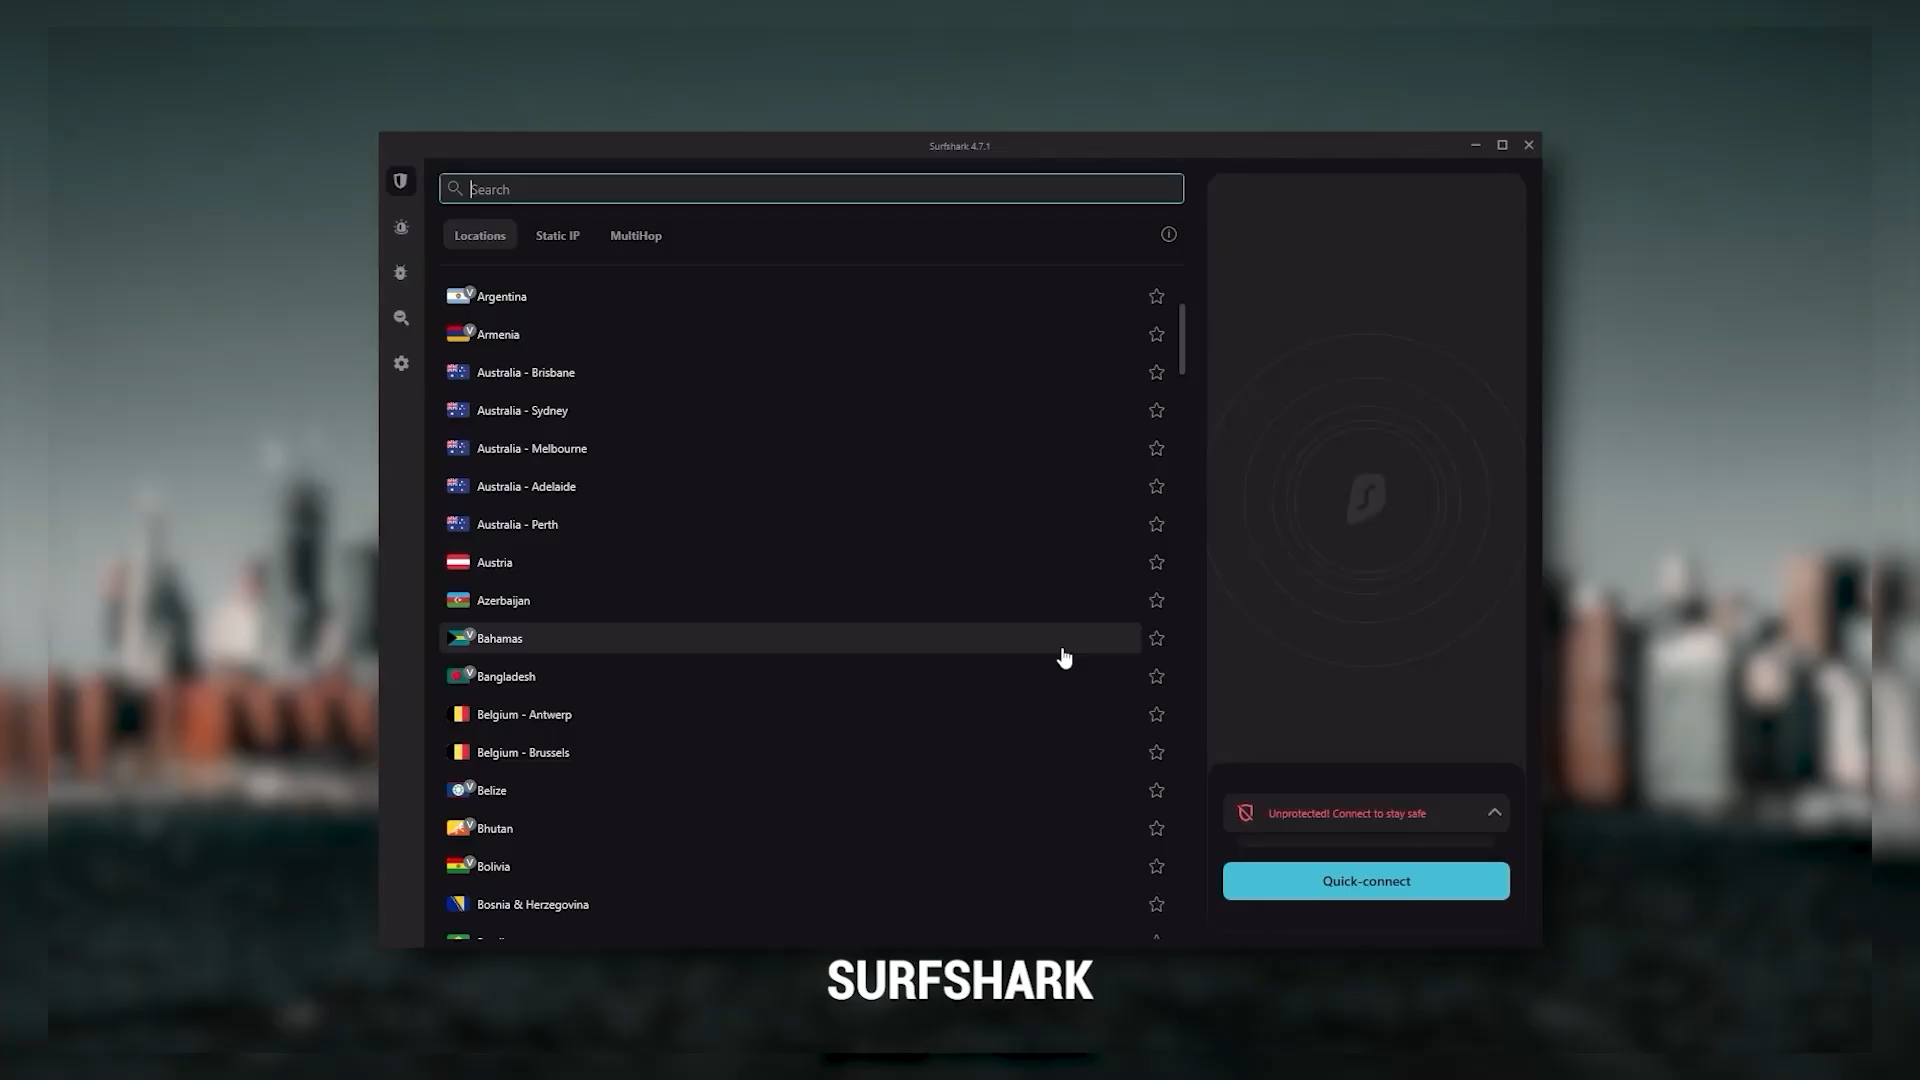 Surfshark 4.7.1
Search
Locations
Static IP
MultiHop
V Argentina
V Armenia
Australia - Brisbane
Australia - Sydney
Australia - Melbourne
Australia - Adelaide
Australia - Perth
Austria
Azerbaijan
V Bahamas
V Bangladesh
Belgium - Antwerp
Belgium - Brussels
V Belize
V Bhutan
V Bolivia
Bosnia & Herzegovina
Unprotected! Connect to stay safe
Quick-connect
SURFSHARK